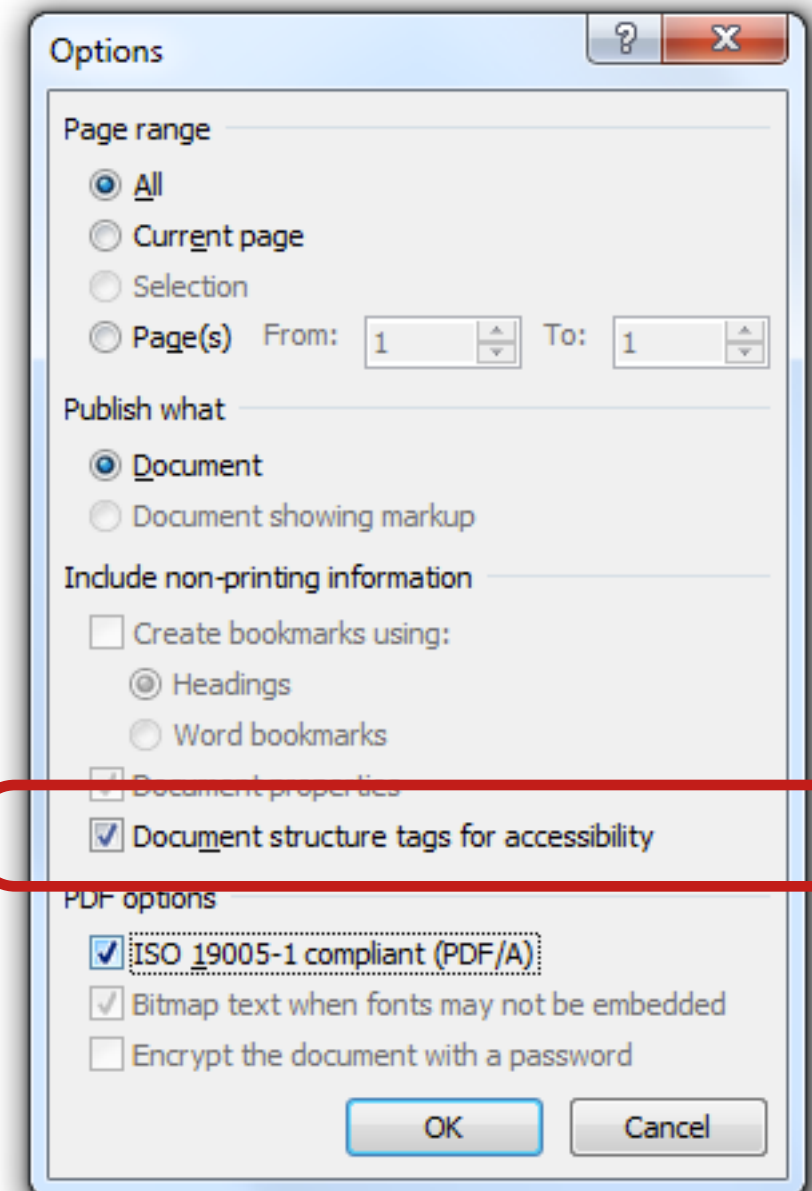 Options
Page range
All
Current page
Selection
Page(s) From: 1 To: 1
Publish what
Document
Document showing markup
Include non-printing information
Create bookmarks using:
Headings
Word bookmarks
Document properties
Document structure tags for accessibility
PDF options
ISO 19005-1 compliant (PDF/A)
Bitmap text when fonts may not be embedded
Encrypt the document with a password
OK Cancel